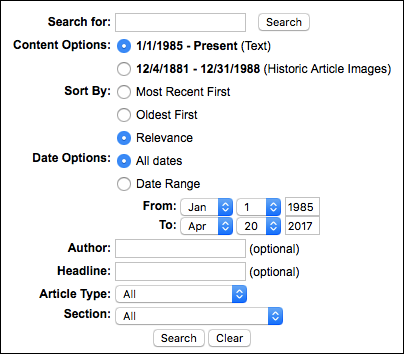 Search for: Search
Content Options: 1/1/1985 - Present (Text)
12/4/1881 - 12/31/1988 (Historic Article Images)
Sort By: Most Recent First
Oldest First
Relevance
Date Options: All dates
Date Range
From: Jan 1 1985
To: Apr 20 2017
Author: (optional)
Headline: (optional)
Article Type: All
Section: All
Search Clear